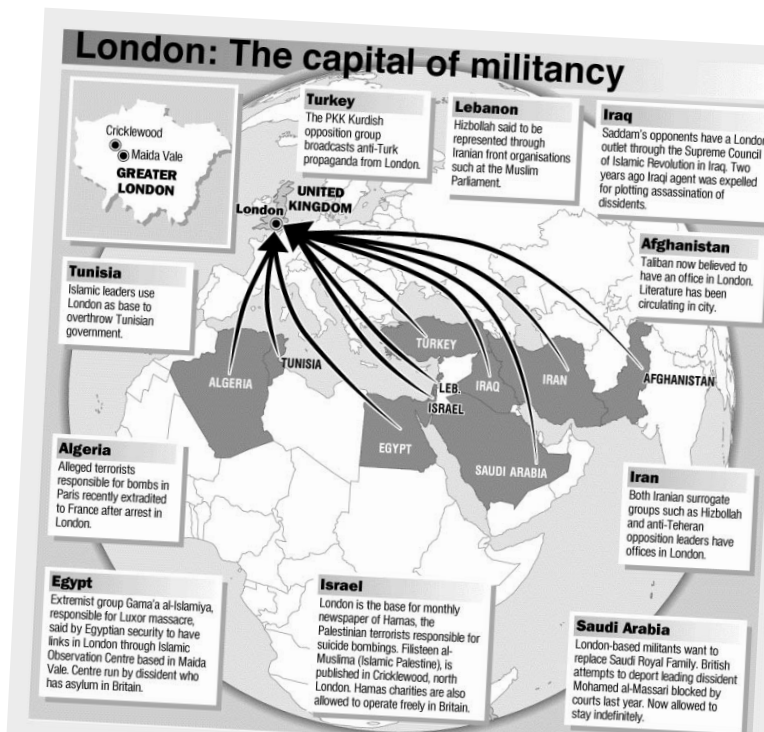 London: The capital of militancy
Cricklewood
Maida Vale
GREATER
LONDON
Turkey
The PKK Kurdish
opposition group
broadcasts anti-Turk
propaganda from London.
Lebanon
Hizbollah said to be
represented through
Iranian front organisations
such at the Muslim
Parliament.
Iraq
Saddam's opponents have a London
outlet through the Supreme Council
of Islamic Revolution in Iraq. Two
years ago Iraqi agent was expelled
for plotting assassination of
dissidents.
UNITED
KINGDOM
London
Afghanistan
Taliban now believed to
have an office in London.
Literature has been
circulating in city.
Tunisia
Islamic leaders use
London as base to
overthrow Tunisian
government.
TURKEY
TUNISIA
ALGERIA
LEB.
IRAQ
IRAN
AFGHANISTAN
ISRAEL
EGYPT
SAUDI ARABIA
Algeria
Alleged terrorists
responsible for bombs in
Paris recently extradited
to France after arrest in
London.
Iran
Both Iranian surrogate
groups such as Hizbollah
and anti-Teheran
opposition leaders have
offices in London.
Egypt
Extremist group Gama'a al-Islamiya,
responsible for Luxor massacre,
said by Egyptian security to have
links in London through Islamic
Observation Centre based in Maida
Vale. Centre run by dissident who
has asylum in Britain.
Israel
London is the base for monthly
newspaper of Hamas, the
Palestinian terrorists responsible for
suicide bombings. Filisteen al-
Muslima (Islamic Palestine), is
published in Cricklewood, north
London. Hamas charities are also
allowed to operate freely in Britain.
Saudi Arabia
London-based militants want to
replace Saudi Royal Family. British
attempts to deport leading dissident
Mohamed al-Massari blocked by
courts last year. Now allowed to
stay indefinitely.